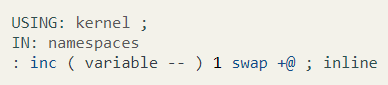 USING: kernel ;
IN: namespaces
: inc ( variable -- ) 1 swap +@ ; inline